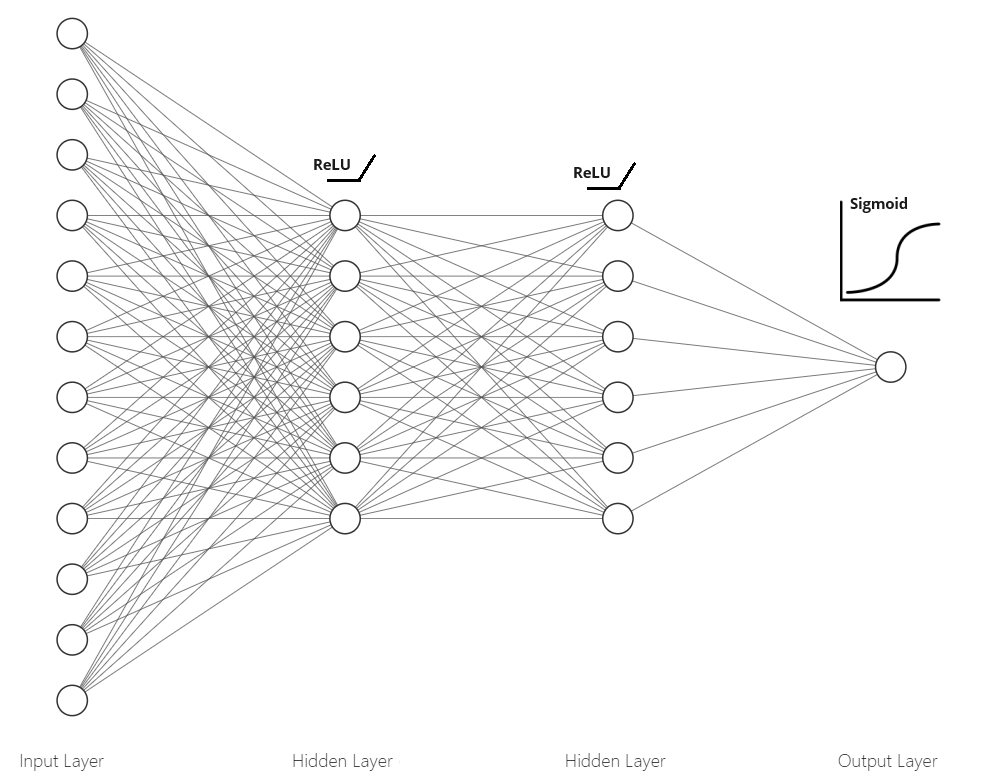 ReLU
ReLU
Sigmoid
Input Layer
Hidden Layer
Hidden Layer
Output Layer